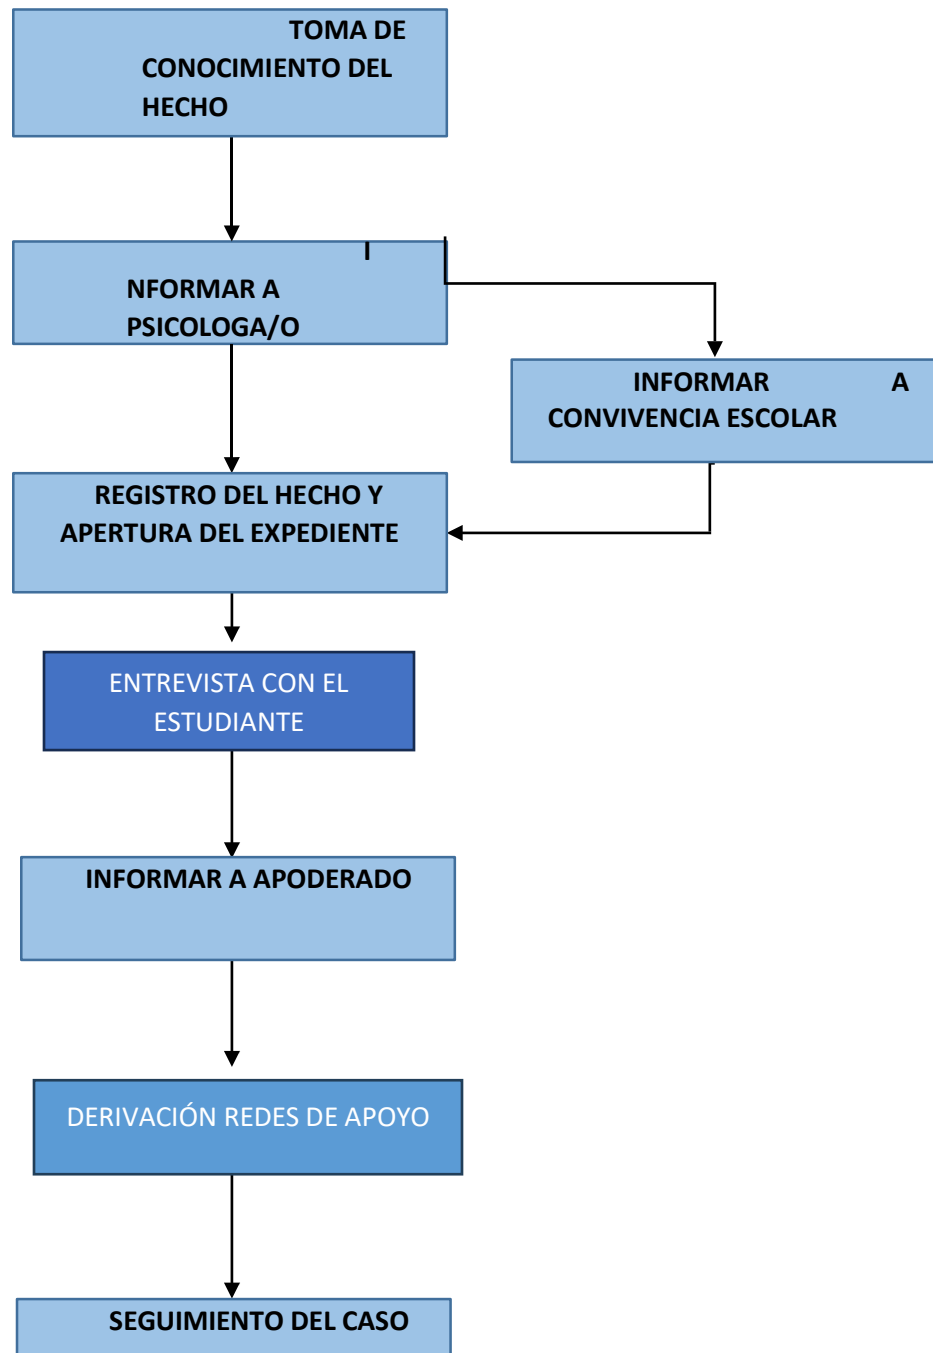 TOMA DE
CONOCIMIENTO DEL
HECHO
I
NFORMAR A
PSICOLOGA/O
INFORMAR A
CONVIVENCIA ESCOLAR
REGISTRO DEL HECHO Y
APERTURA DEL EXPEDIENTE
ENTREVISTA CON EL
ESTUDIANTE
INFORMAR A APODERADO
DERIVACIÓN REDES DE APOYO
SEGUIMIENTO DEL CASO